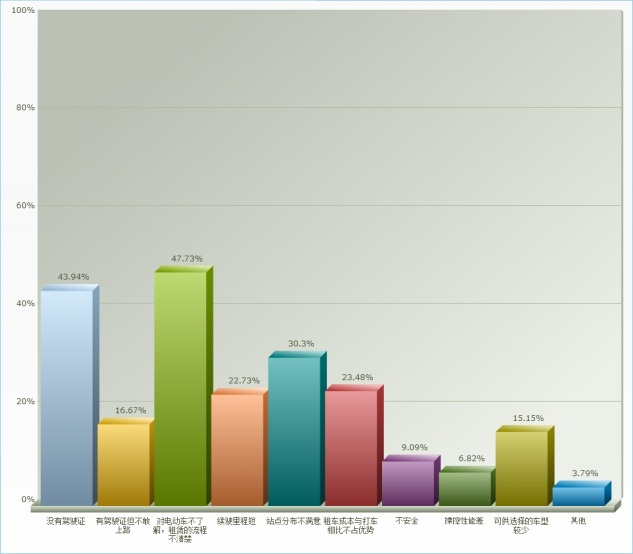 100%
80%
60%
40%
20%
0%
43.94%
16.67%
47.73%
22.73%
30.3%
23.48%
9.09%
6.82%
15.15%
3.79%
没有驾驶证
有驾驶证但不敢
上路
对电动车不了
解，租赁的流程
不清楚
续驶里程短
站点分布不满意
租车成本与打车
相比不占优势
不安全
操控性能差
可供选择的车型
较少
其他